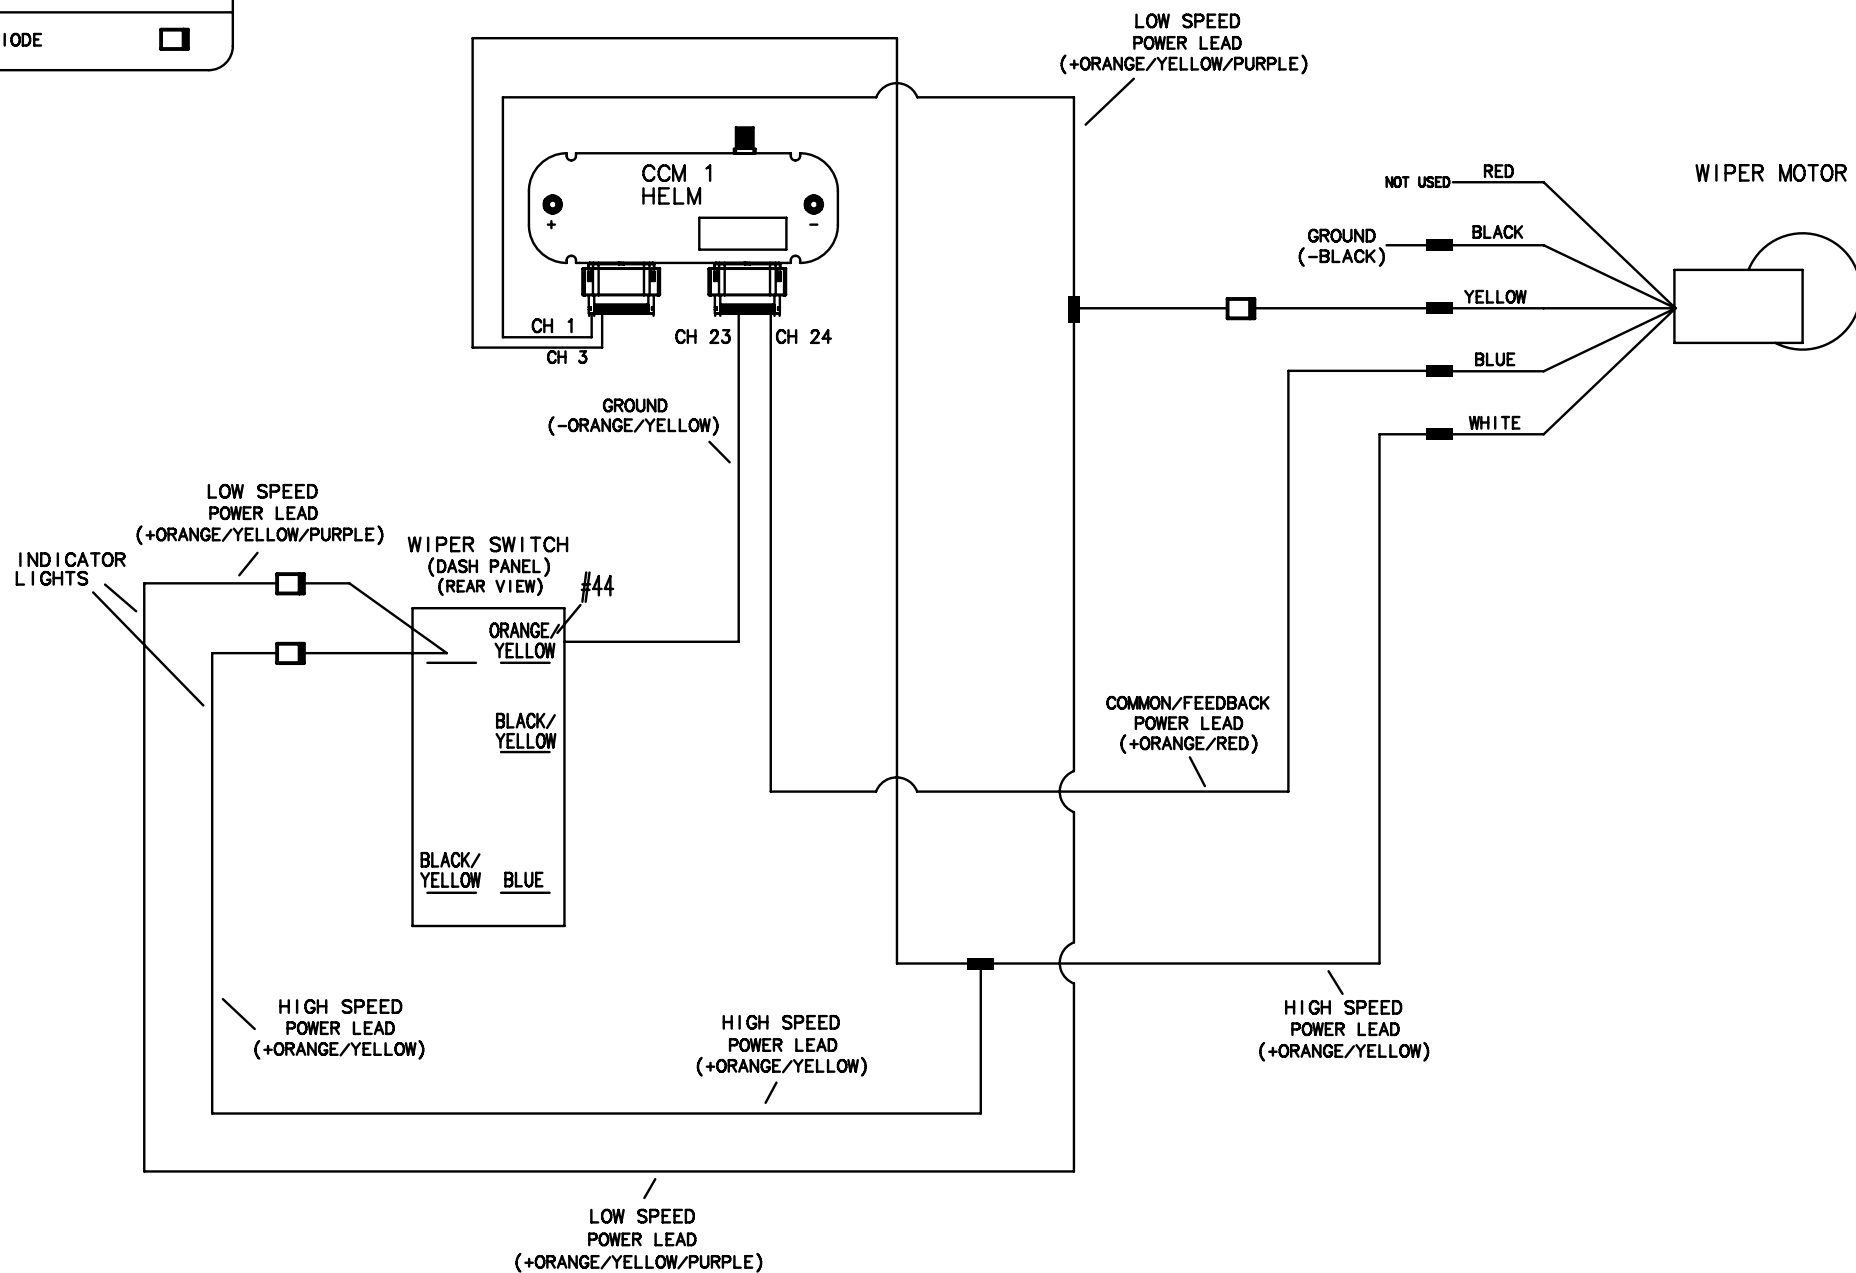 IODE
LOW SPEED
POWER LEAD
(+ORANGE/YELLOW/PURPLE)
CCM 1
HELM
+
-
CH 1
CH 3
CH 23
CH 24
WIPER MOTOR
NOT USED
RED
GROUND
(-BLACK)
BLACK
YELLOW
BLUE
WHITE
GROUND
(-ORANGE/YELLOW)
LOW SPEED
POWER LEAD
(+ORANGE/YELLOW/PURPLE)
INDICATOR
LIGHTS
WIPER SWITCH
(DASH PANEL)
(REAR VIEW)
#44
ORANGE/
YELLOW
BLACK/
YELLOW
BLACK/
YELLOW
BLUE
COMMON/FEEDBACK
POWER LEAD
(+ORANGE/RED)
HIGH SPEED
POWER LEAD
(+ORANGE/YELLOW)
HIGH SPEED
POWER LEAD
(+ORANGE/YELLOW)
HIGH SPEED
POWER LEAD
(+ORANGE/YELLOW)
LOW SPEED
POWER LEAD
(+ORANGE/YELLOW/PURPLE)